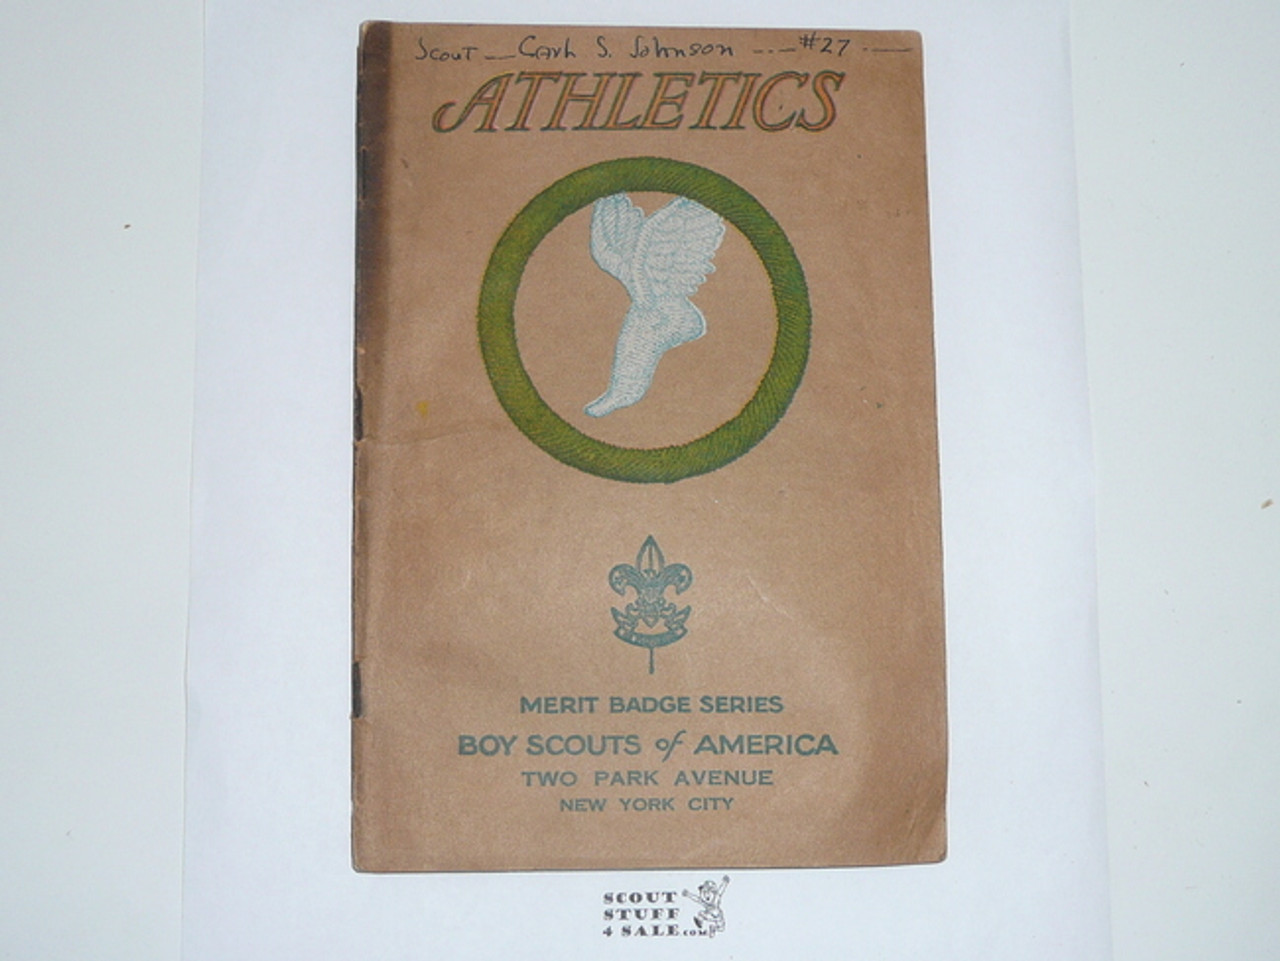 Scout -- Carl S. Johnson --- #27 ---
ATHLETICS
MERIT BADGE SERIES
BOY SCOUTS of AMERICA
TWO PARK AVENUE
NEW YORK CITY
SCOUT
STUFF
4 SALE.COM